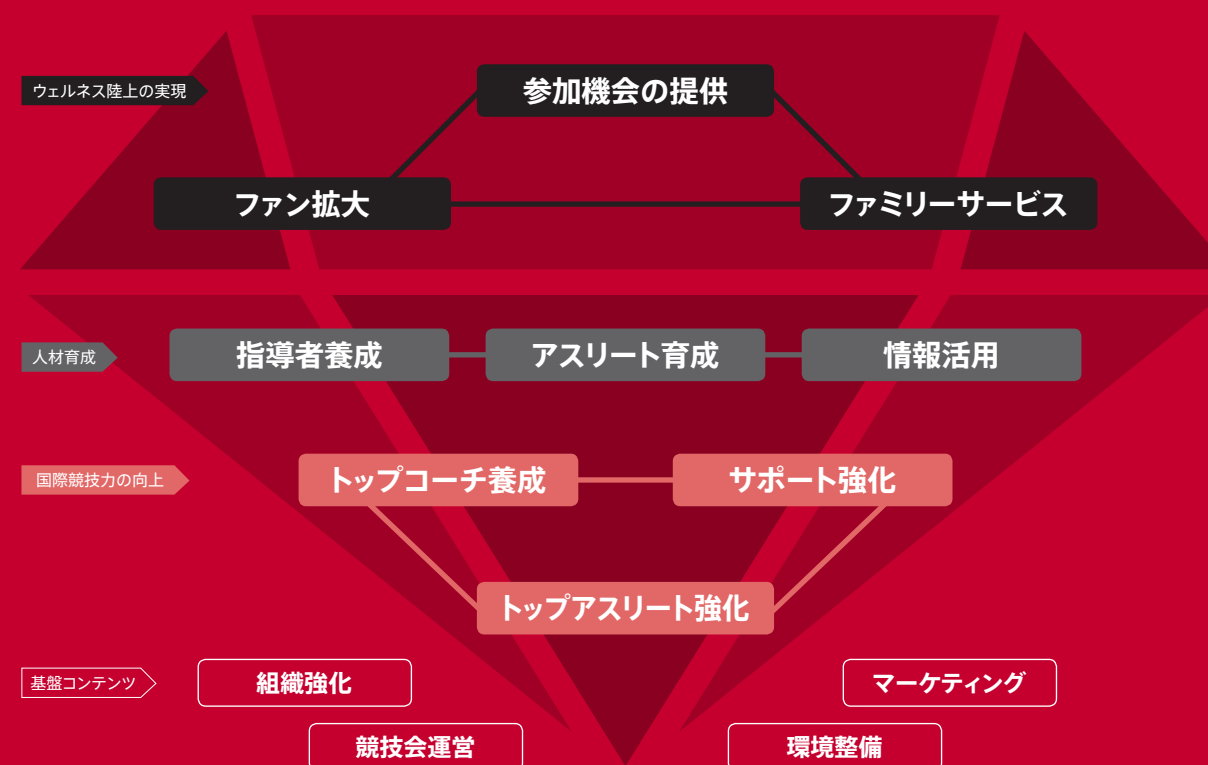 ウェルネス陸上の実現
参加機会の提供
ファン拡大
ファミリーサービス
人材育成
指導者養成
アスリート育成
情報活用
国際競技力の向上
トップコーチ養成
サポート強化
トップアスリート強化
基盤コンテンツ
組織強化
マーケティング
競技会運営
環境整備